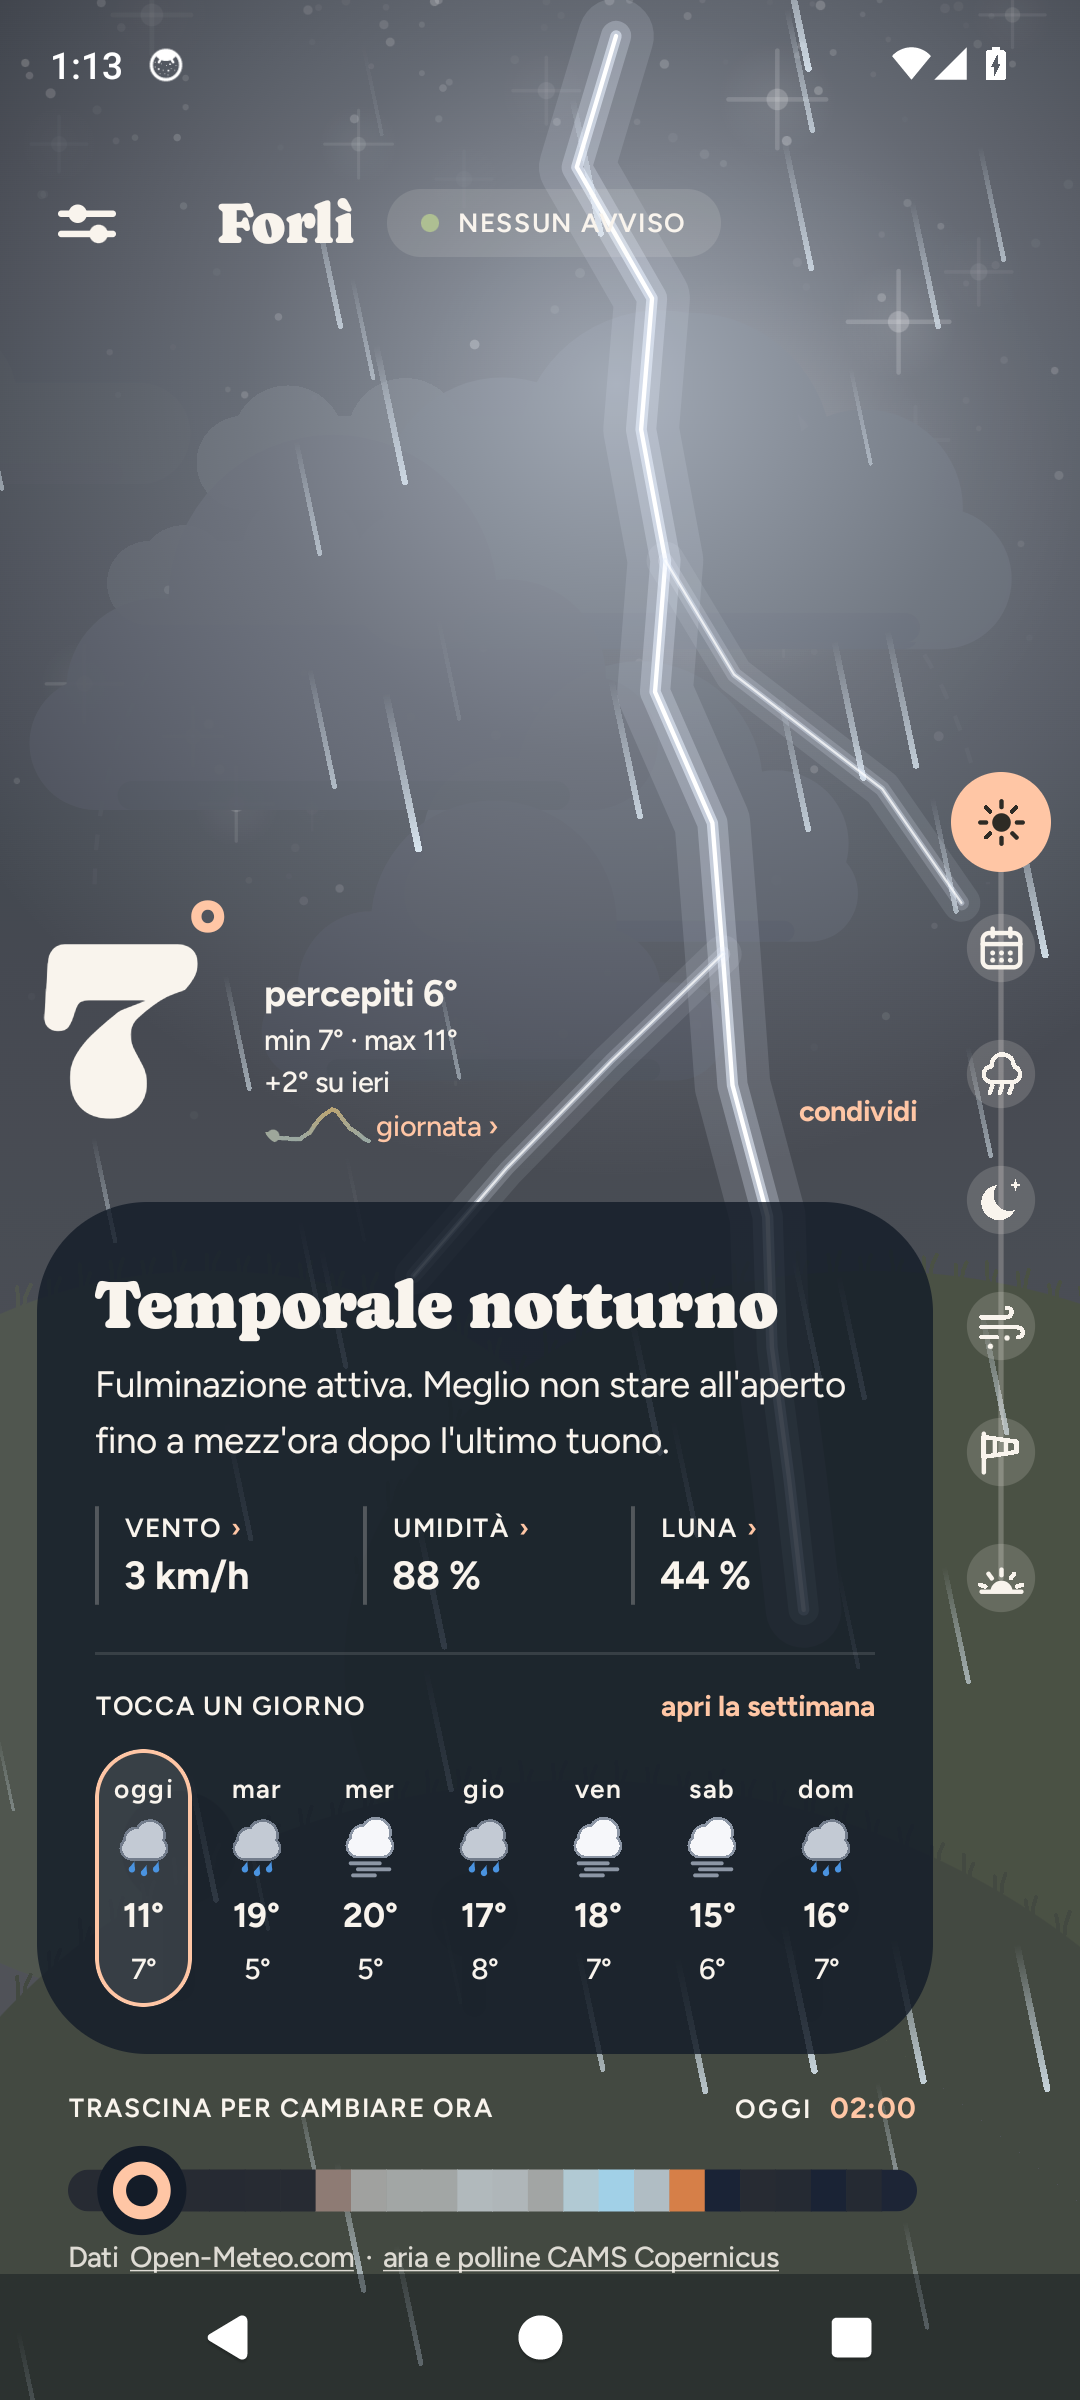 1:13
Forlì
NESSUN AVVISO
7°
percepiti 6°
min 7° · max 11°
+2° su ieri
giornata ›
condividi
Temporale notturno
Fulminazione attiva. Meglio non stare all'aperto
fino a mezz'ora dopo l'ultimo tuono.
VENTO › UMIDITÀ › LUNA ›
3 km/h 88 % 44 %
TOCCA UN GIORNO apri la settimana
oggi mar mer gio ven sab dom
11° 19° 20° 17° 18° 15° 16°
7° 5° 5° 8° 7° 6° 7°
TRASCINA PER CAMBIARE ORA OGGI 02:00
Dati Open-Meteo.com · aria e polline CAMS Copernicus